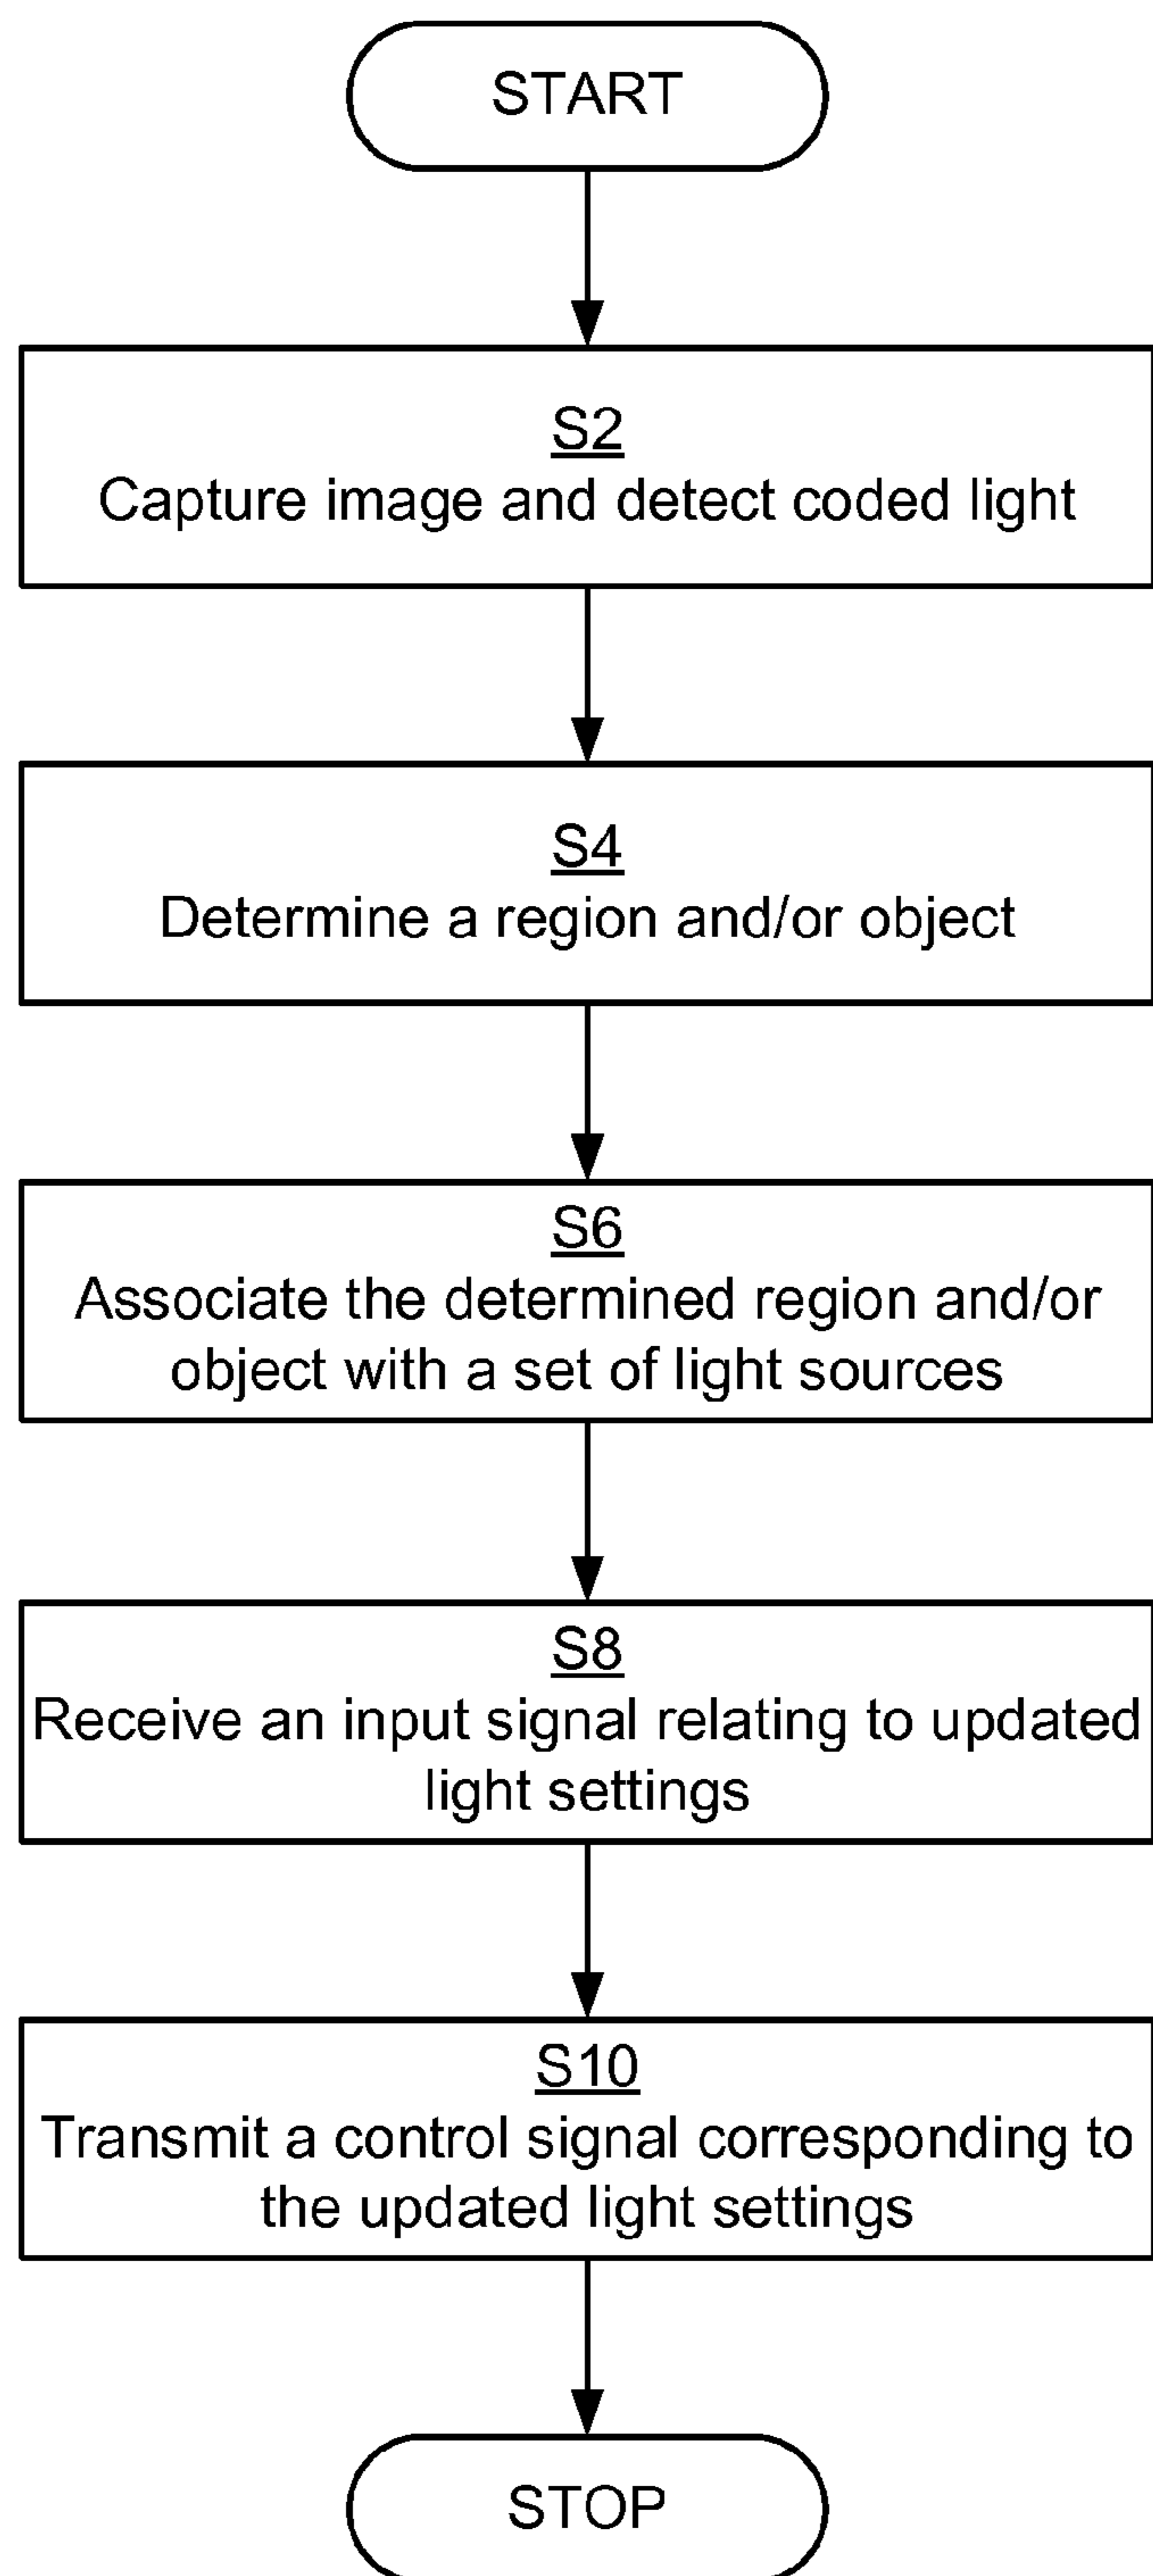 START
S2
Capture image and detect coded light
S4
Determine a region and/or object
S6
Associate the determined region and/or
object with a set of light sources
S8
Receive an input signal relating to updated
light settings
S10
Transmit a control signal corresponding to
the updated light settings
STOP